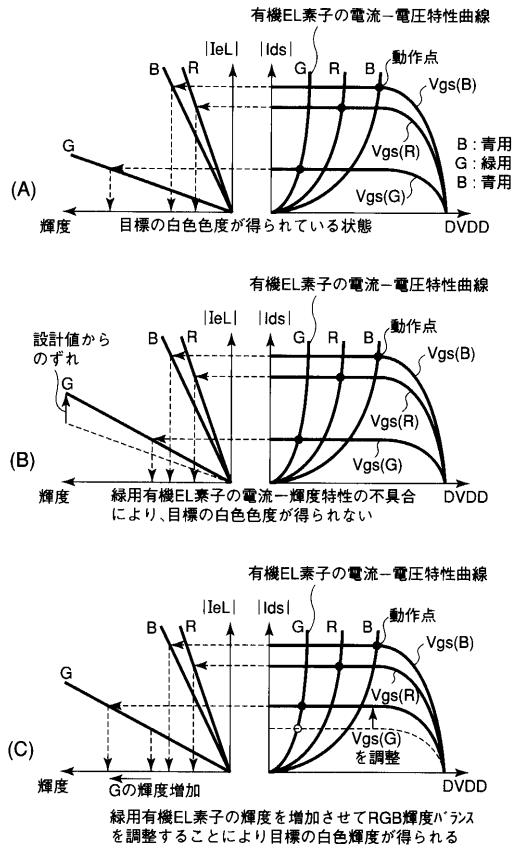 有機EL素子の電流－電圧特性曲線
|IeL| |Ids|
B R G R B 動作点
Vgs(B)
Vgs(R)
G
Vgs(G)
B：青用
G：緑用
B：青用
(A)
輝度 DVDD
目標の白色色度が得られている状態
有機EL素子の電流－電圧特性曲線
|IeL| |Ids|
設計値から
のずれ
B R G R B 動作点
Vgs(B)
G
Vgs(R)
Vgs(G)
(B)
輝度 DVDD
緑用有機EL素子の電流－輝度特性の不具合
により、目標の白色色度が得られない
有機EL素子の電流－電圧特性曲線
|IeL| |Ids|
B R G R B 動作点
Vgs(B)
G
Vgs(R)
Vgs(G)
を調整
(C)
輝度 Gの輝度増加 DVDD
緑用有機EL素子の輝度を増加させてRGB輝度バランス
を調整することにより目標の白色輝度が得られる